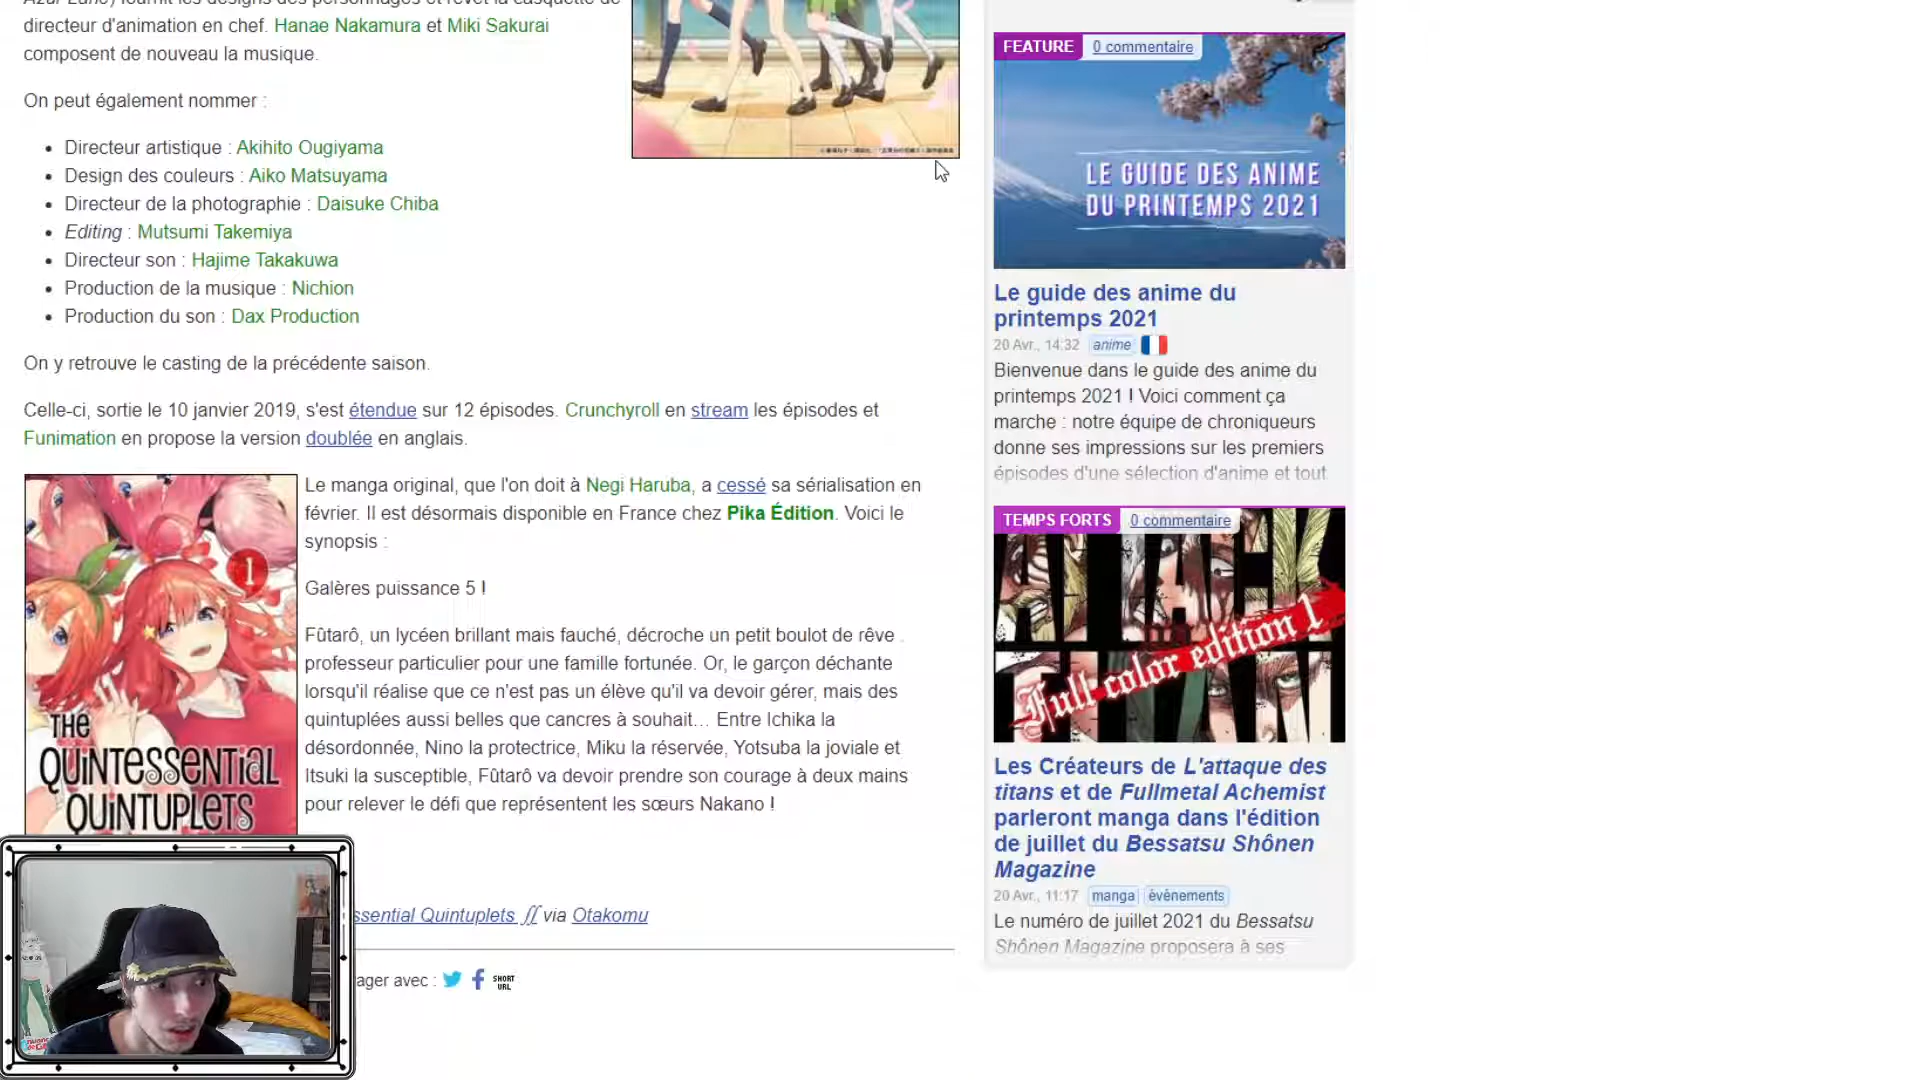 directeur d'animation en chef. Hanae Nakamura et Miki Sakurai
composent de nouveau la musique.
On peut également nommer :
Directeur artistique : Akihito Ougiyama
Design des couleurs : Aiko Matsuyama
Directeur de la photographie : Daisuke Chiba
Editing : Mutsumi Takemiya
Directeur son : Hajime Takakuwa
Production de la musique : Nichion
Production du son : Dax Production
On y retrouve le casting de la précédente saison.
Celle-ci, sortie le 10 janvier 2019, s'est étendue sur 12 épisodes. Crunchyroll en stream les épisodes et
Funimation en propose la version doublée en anglais.
Le manga original, que l'on doit à Negi Haruba, a cessé sa sérialisation en
février. Il est désormais disponible en France chez Pika Édition. Voici le
synopsis :
Galères puissance 5 !
Fûtarô, un lycéen brillant mais fauché, décroche un petit boulot de rêve :
professeur particulier pour une famille fortunée. Or, le garçon déchante
lorsqu'il réalise que ce n'est pas un élève qu'il va devoir gérer, mais des
quintuplées aussi belles que cancres à souhait… Entre Ichika la
désordonnée, Nino la protectrice, Miku la réservée, Yotsuba la joviale et
Itsuki la susceptible, Fûtarô va devoir prendre son courage à deux mains
pour relever le défi que représentent les sœurs Nakano !
1
THE
QUINTESSENTIAL
QUINTUPLETS
ssential Quintuplets ∬ via Otakomu
ager avec :
SHORT
URL
FEATURE 0 commentaire
LE GUIDE DES ANIME
DU PRINTEMPS 2021
Le guide des anime du
printemps 2021
20 Avr., 14:32 anime
Bienvenue dans le guide des anime du
printemps 2021 ! Voici comment ça
marche : notre équipe de chroniqueurs
donne ses impressions sur les premiers
épisodes d'une sélection d'anime et tout
TEMPS FORTS 0 commentaire
ATTACK
TITAN
Full color edition 1
Les Créateurs de L'attaque des
titans et de Fullmetal Achemist
parleront manga dans l'édition
de juillet du Bessatsu Shônen
Magazine
20 Avr., 11:17 manga événements
Le numéro de juillet 2021 du Bessatsu
Shônen Magazine proposera à ses